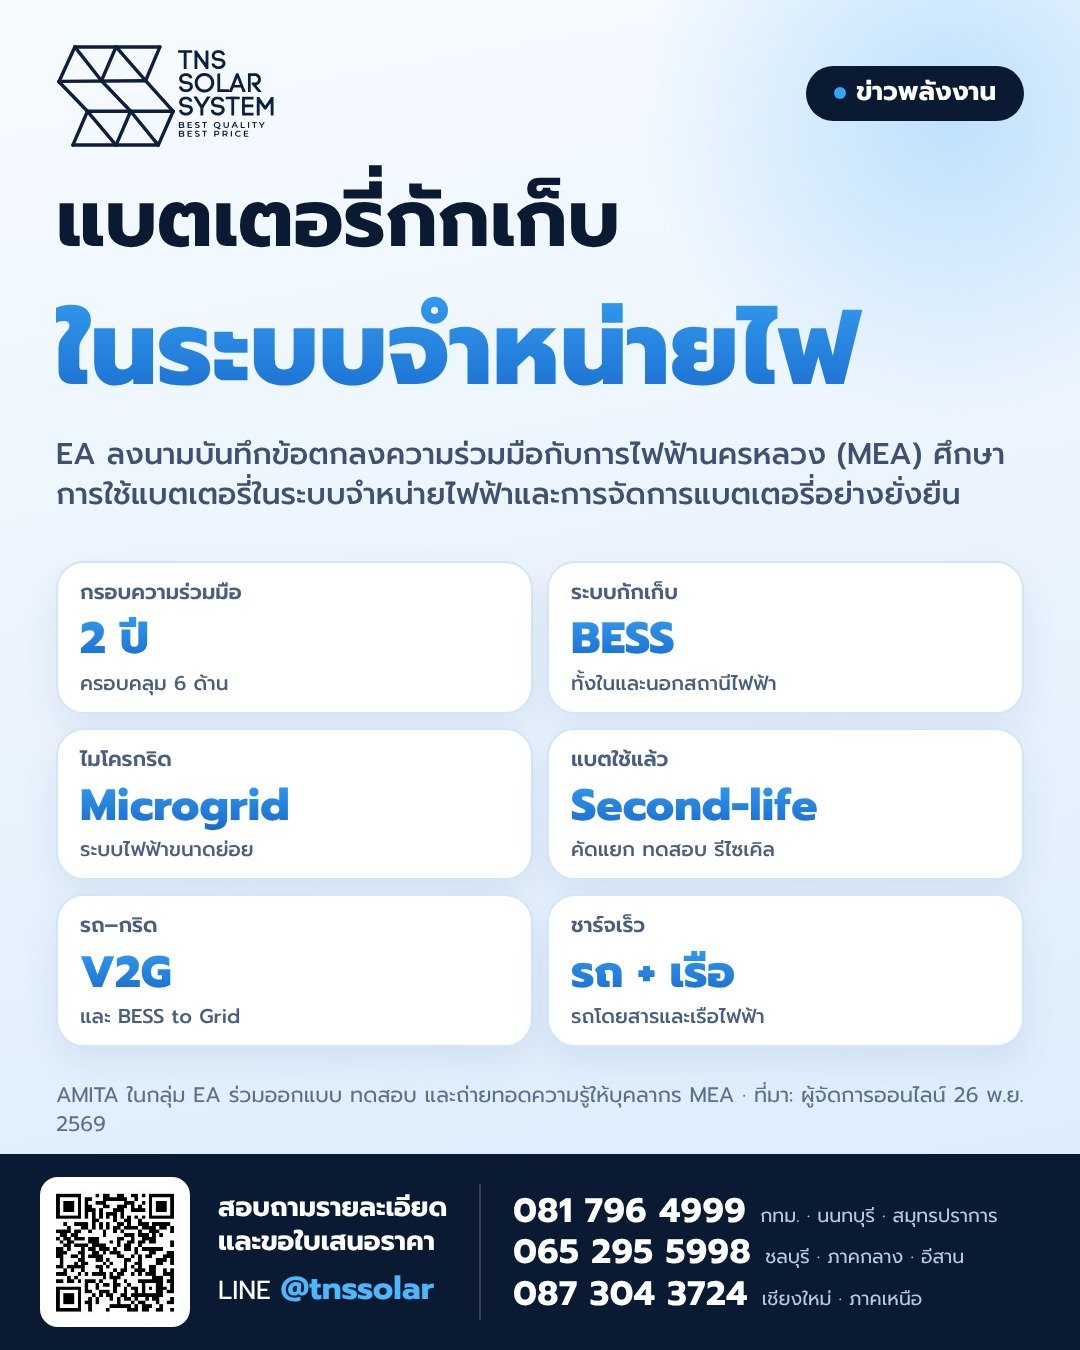 TNS
SOLAR
SYSTEM
BEST QUALITY
BEST PRICE
ข่าวพลังงาน
แบตเตอรี่กักเก็บ
ในระบบจำหน่ายไฟ
EA ลงนามบันทึกข้อตกลงความร่วมมือกับการไฟฟ้านครหลวง (MEA) ศึกษา
การใช้แบตเตอรี่ในระบบจำหน่ายไฟฟ้าและการจัดการแบตเตอรี่อย่างยั่งยืน
กรอบความร่วมมือ
2 ปี
ครอบคลุม 6 ด้าน
ระบบกักเก็บ
BESS
ทั้งในและนอกสถานีไฟฟ้า
ไมโครกริด
Microgrid
ระบบไฟฟ้าขนาดย่อย
แบตใช้แล้ว
Second-life
คัดแยก ทดสอบ รีไซเคิล
รถ–กริด
V2G
และ BESS to Grid
ชาร์จเร็ว
รถ + เรือ
รถโดยสารและเรือไฟฟ้า
AMITA ในกลุ่ม EA ร่วมออกแบบ ทดสอบ และถ่ายทอดความรู้ให้บุคลากร MEA · ที่มา: ผู้จัดการออนไลน์ 26 พ.ย.
2569
สอบถามรายละเอียด
และขอใบเสนอราคา
LINE @tnssolar
081 796 4999 กทม. · นนทบุรี · สมุทรปราการ
065 295 5998 ชลบุรี · ภาคกลาง · อีสาน
087 304 3724 เชียงใหม่ · ภาคเหนือ